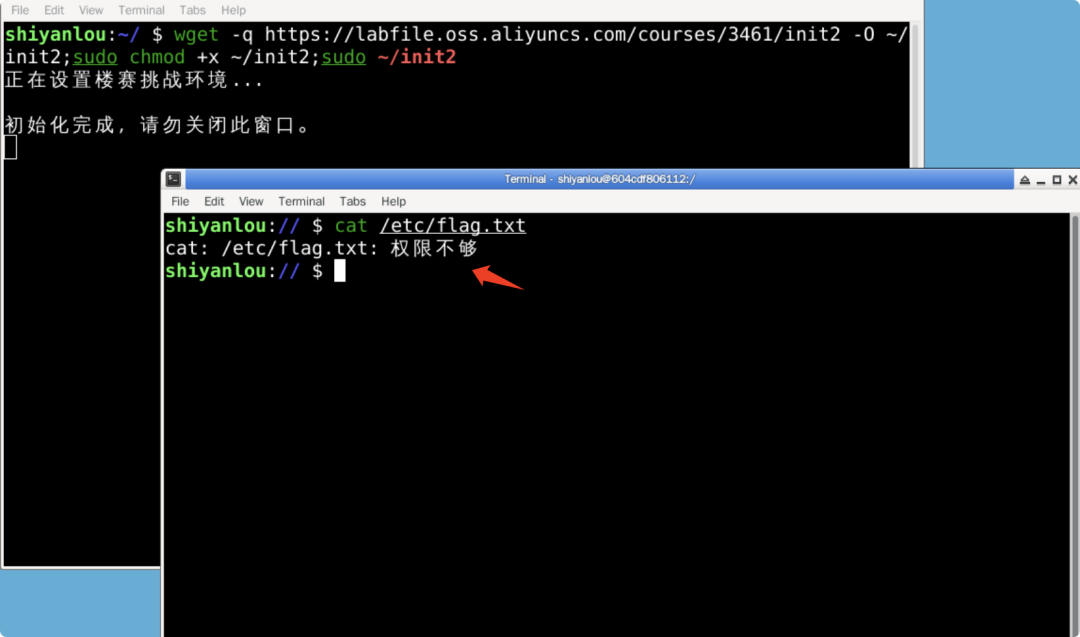 File Edit View Terminal Tabs Help
shiyanlou:~/ $ wget -q https://labfile.oss.aliyuncs.com/courses/3461/init2 -O ~/
init2;sudo chmod +x ~/init2;sudo ~/init2
正在设置楼赛挑战环境...
初始化完成, 请勿关闭此窗口。
Terminal - shiyanlou@604cdf806112:/
File Edit View Terminal Tabs Help
shiyanlou:// $ cat /etc/flag.txt
cat: /etc/flag.txt: 权限不够
shiyanlou:// $